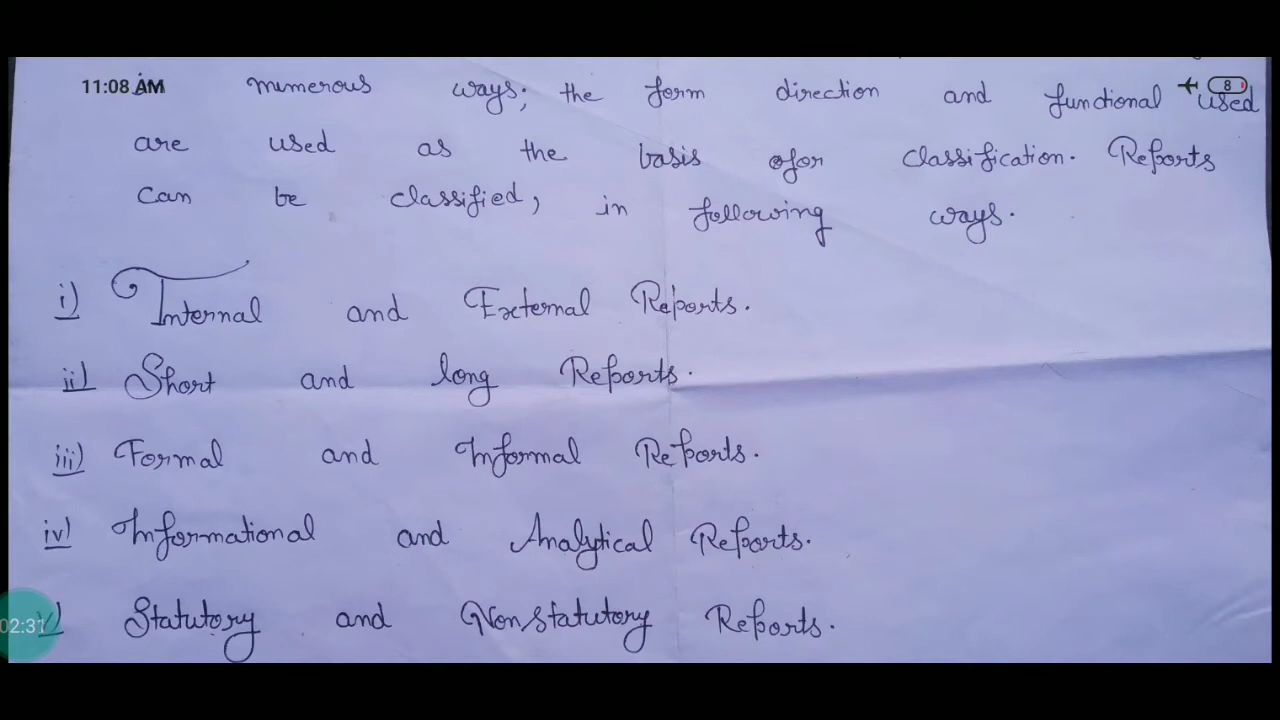 11:08 AM numerous ways; the form direction and functional used
8
are used as the basis ofor classification. Reports
can be classified, in following ways.
i) Internal and External Reports.
ii) Short and long Reports.
iii) Formal and Informal Reports.
iv) Informational and Analytical Reports.
v) Statutory and Nonstatutory Reports.
02:31